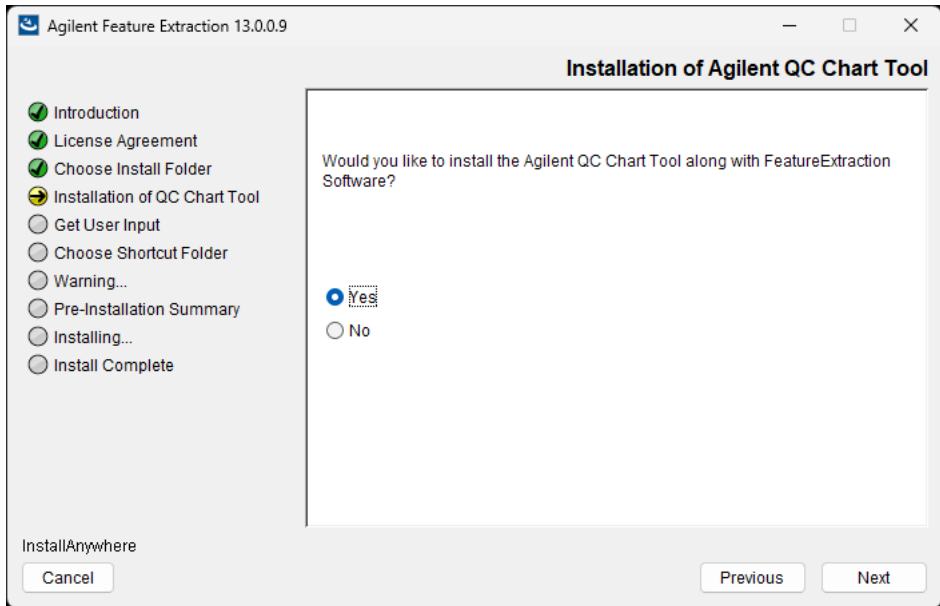 Agilent Feature Extraction 13.0.0.9
Installation of Agilent QC Chart Tool
Introduction
License Agreement
Choose Install Folder
Installation of QC Chart Tool
Get User Input
Choose Shortcut Folder
Warning...
Pre-Installation Summary
Installing...
Install Complete
Would you like to install the Agilent QC Chart Tool along with FeatureExtraction
Software?
Yes
No
InstallAnywhere
Cancel
Previous
Next